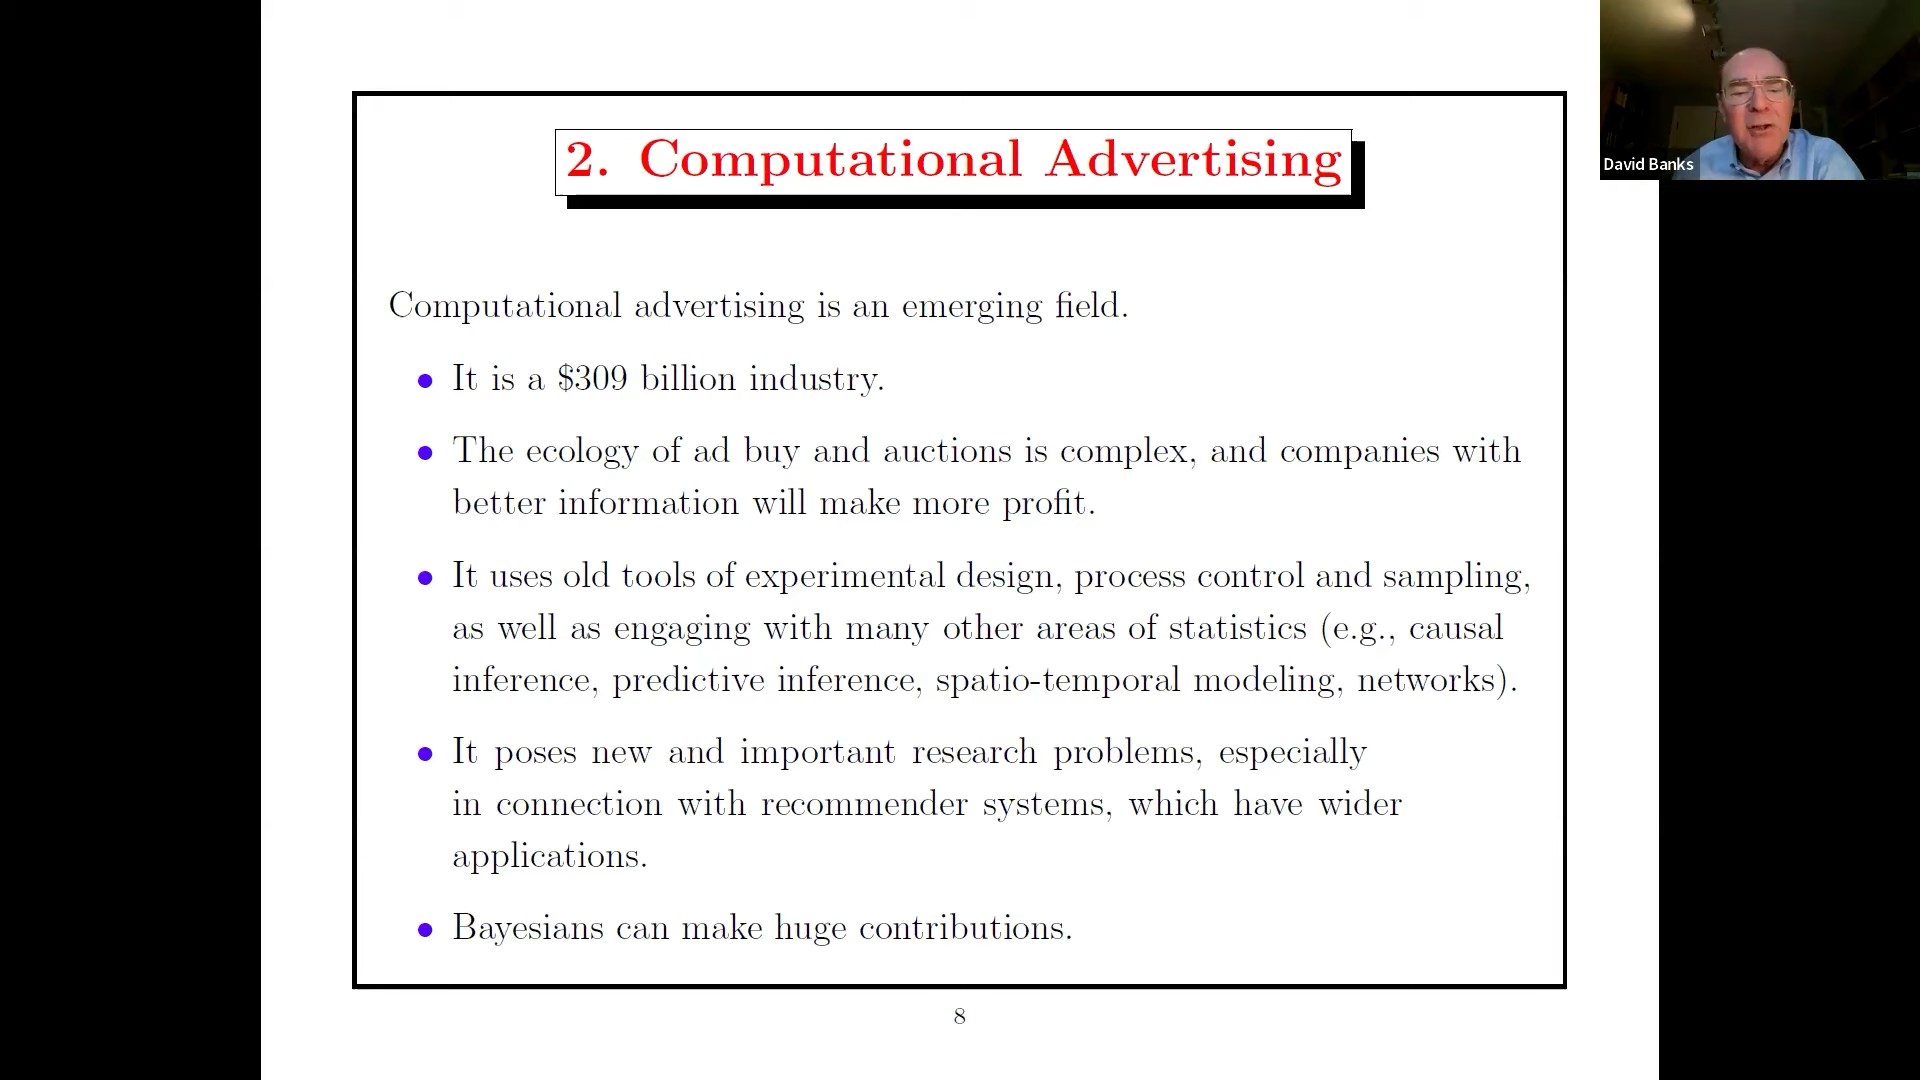 2. Computational Advertising
David Banks
Computational advertising is an emerging field.
• It is a $309 billion industry.
• The ecology of ad buy and auctions is complex, and companies with
better information will make more profit.
• It uses old tools of experimental design, process control and sampling,
as well as engaging with many other areas of statistics (e.g., causal
inference, predictive inference, spatio-temporal modeling, networks).
• It poses new and important research problems, especially
in connection with recommender systems, which have wider
applications.
• Bayesians can make huge contributions.
8